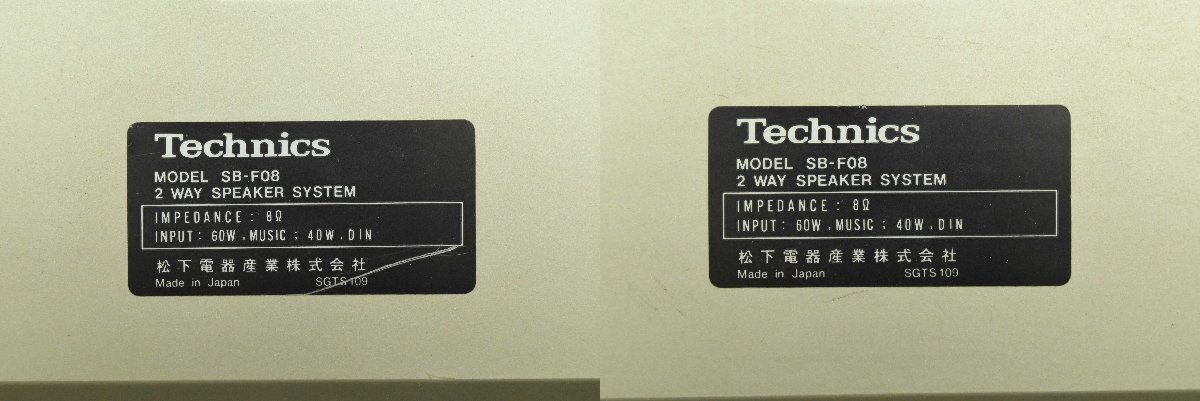 Technics
MODEL SB-F08
2 WAY SPEAKER SYSTEM
IMPEDANCE : 8Ω
INPUT : 60W , MUSIC ; 40W , DIN
松下電器産業株式会社
Made in Japan SGTS109
Technics
MODEL SB-F08
2 WAY SPEAKER SYSTEM
IMPEDANCE : 8Ω
INPUT : 60W , MUSIC ; 40W , DIN
松下電器産業株式会社
Made in Japan SGTS109